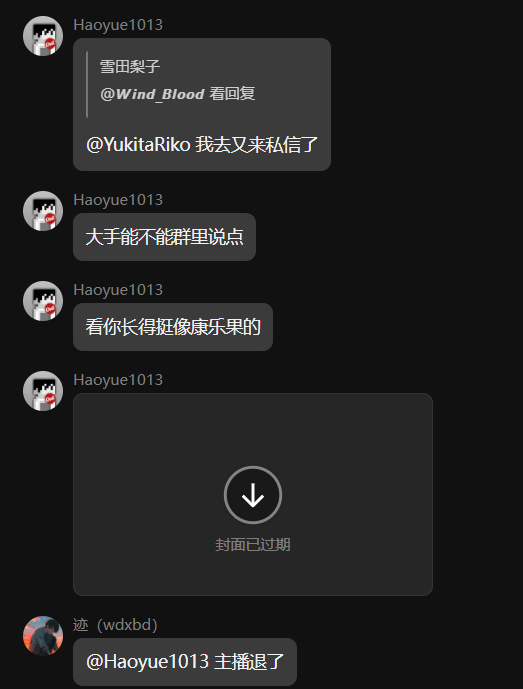 Haoyue1013
雪田梨子
@Wind_Blood 看回复
@YukitaRiko 我去又来私信了
Haoyue1013
大手能不能群里说点
Haoyue1013
看你长得挺像康乐果的
Haoyue1013
封面已过期
迹（wdxbd）
@Haoyue1013 主播退了